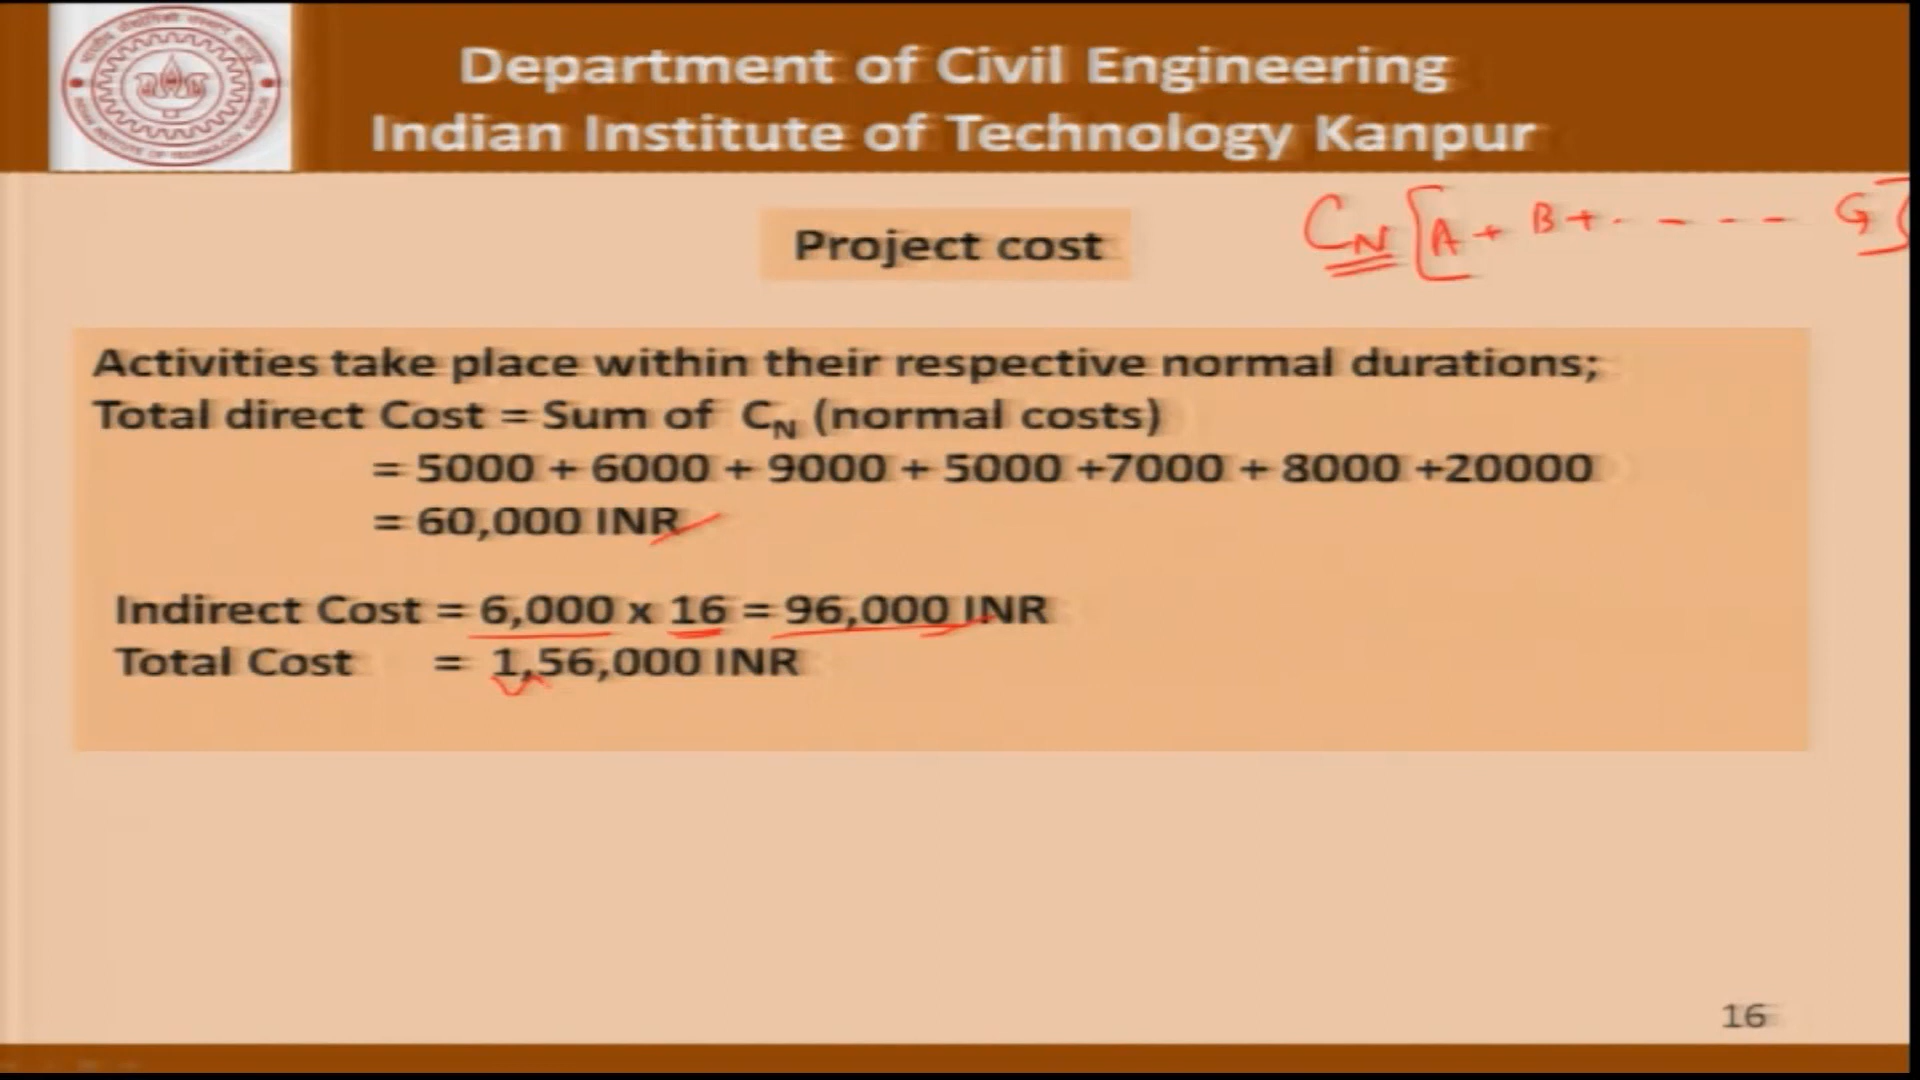 Department of Civil Engineering
Indian Institute of Technology Kanpur
Project cost
C_N [A + B + - - - - - G]
Activities take place within their respective normal durations;
Total direct Cost = Sum of C_N (normal costs)
= 5000 + 6000 + 9000 + 5000 +7000 + 8000 +20000
= 60,000 INR
Indirect Cost = 6,000 x 16 = 96,000 INR
Total Cost = 1,56,000 INR
16